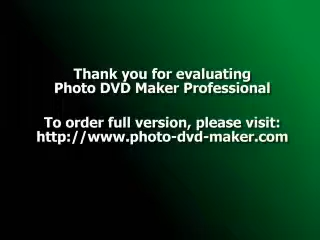 Thank you for evaluating
Photo DVD Maker Professional
To order full version, please visit:
http://www.photo-dvd-maker.com